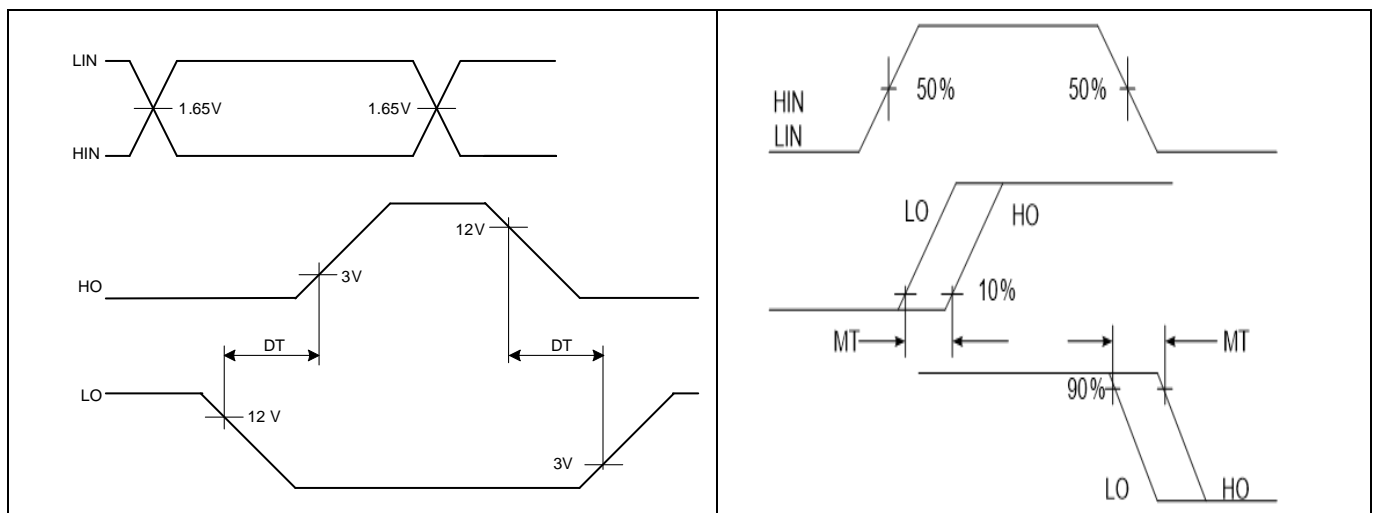 LIN
1.65V 1.65V
HIN
12V
3V
HO
DT DT
LO
12 V
3V
50% 50%
HIN
LIN
LO HO
10%
MT MT
90%
LO HO